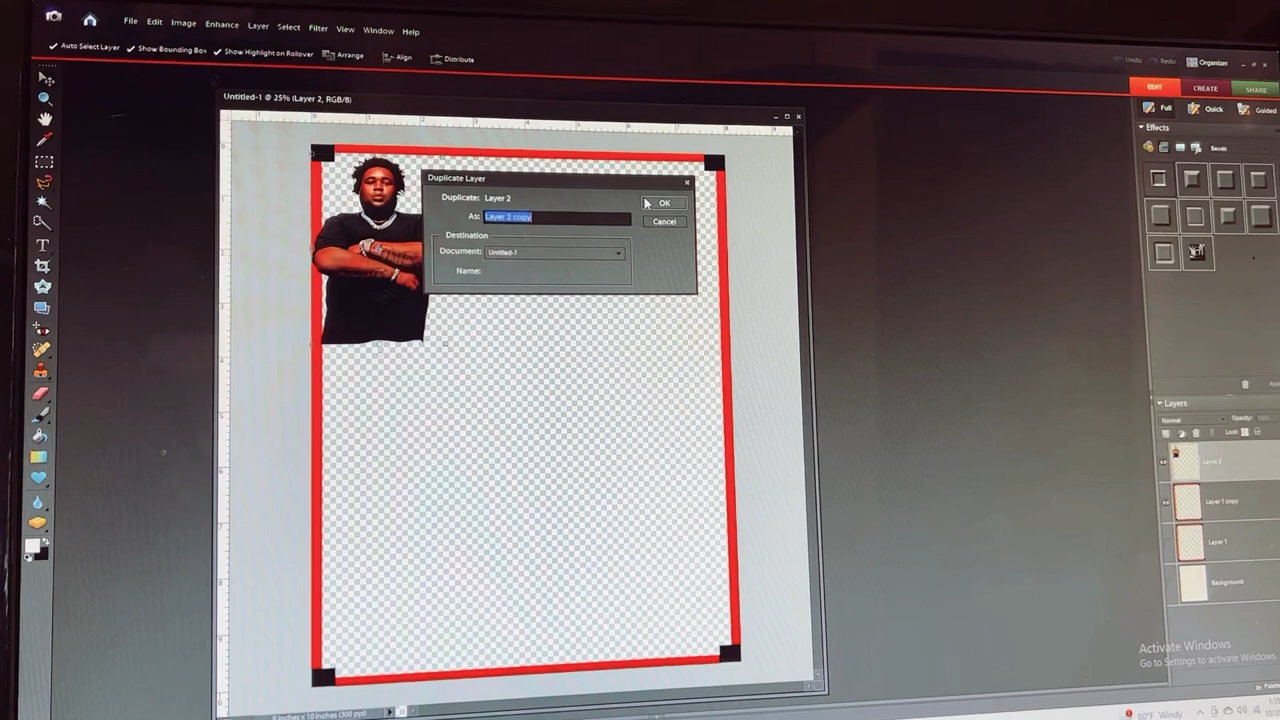 File Edit Image Enhance Layer Select Filter View Window Help
Auto Select Layer Show Bounding Box Show Highlight on Rollover Arrange Align Distribute
Undo Redo Organizer
EDIT CREATE SHARE
Full Quick Guided
Effects
Bevels
Untitled-1 @ 25% (Layer 2, RGB/8)
Duplicate Layer
Duplicate: Layer 2
OK
As: Layer 2 copy
Cancel
Destination
Document: Untitled-1
Name:
Layers
Normal Opacity:
Lock:
Layer 2
Layer 1 copy
Layer 1
Background
Activate Windows
Go to Settings to activate Windows.
8 inches x 10 inches (300 ppi)
80°F Windy